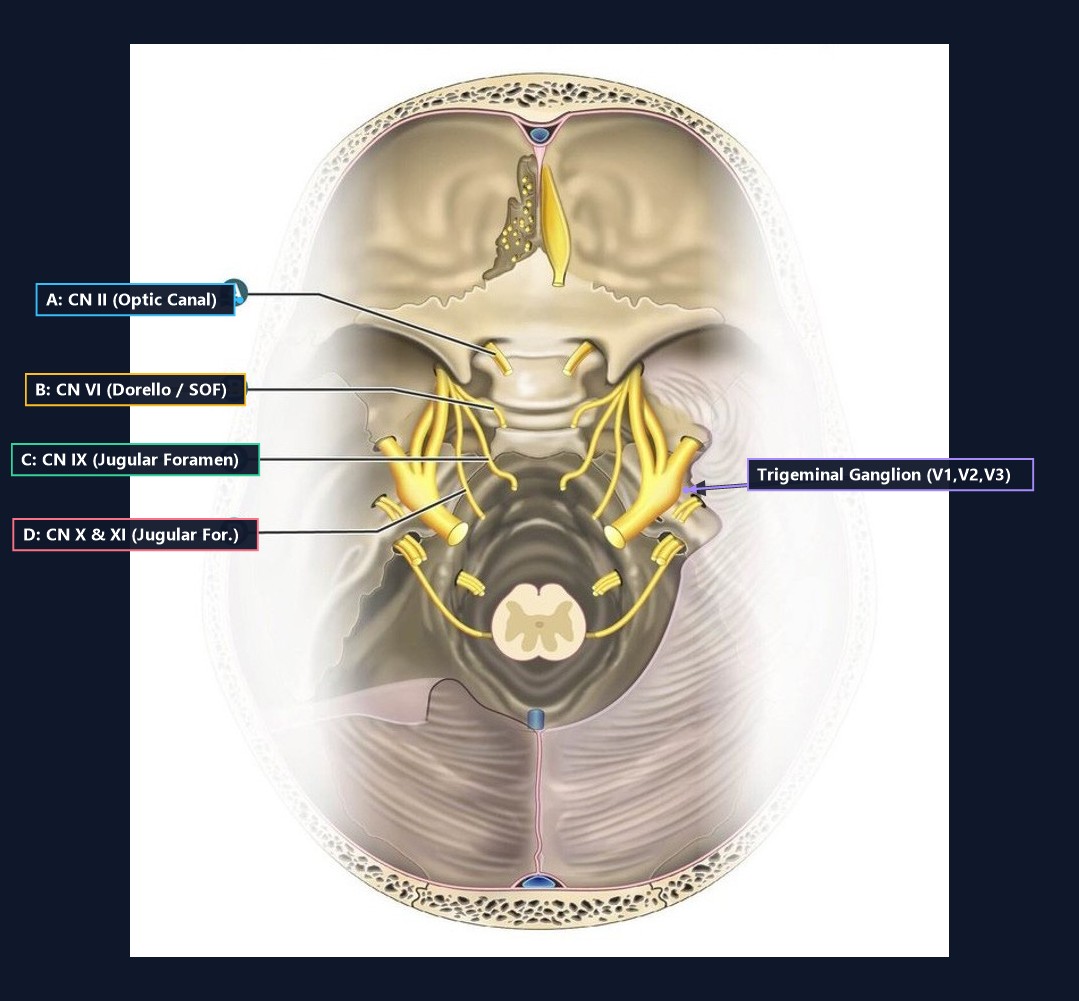 A: CN II (Optic Canal)
B: CN VI (Dorello / SOF)
C: CN IX (Jugular Foramen)
Trigeminal Ganglion (V1,V2,V3)
D: CN X & XI (Jugular For.)